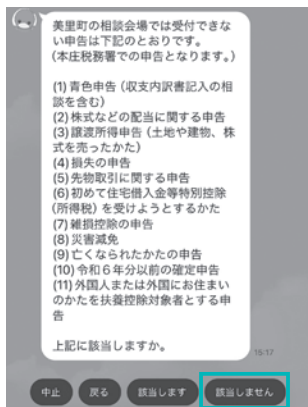 美里町の相談会場では受付できな
い申告は下記のとおりです。
(本庄税務署での申告となります。)
(1)青色申告(収支内訳書記入の相
談を含む)
(2)株式などの配当に関する申告
(3)譲渡所得申告(土地や建物、株
式を売ったかた)
(4)損失の申告
(5)先物取引に関する申告
(6)初めて住宅借入金等特別控除
(所得税)を受けようとするかた
(7)雑損控除の申告
(8)災害減免
(9)亡くなられたかたの申告
(10)令和6年分以前の確定申告
(11)外国人または外国にお住まい
のかたを扶養控除対象者とする申
告
上記に該当しますか。
15:17
中止 戻る 該当します 該当しません